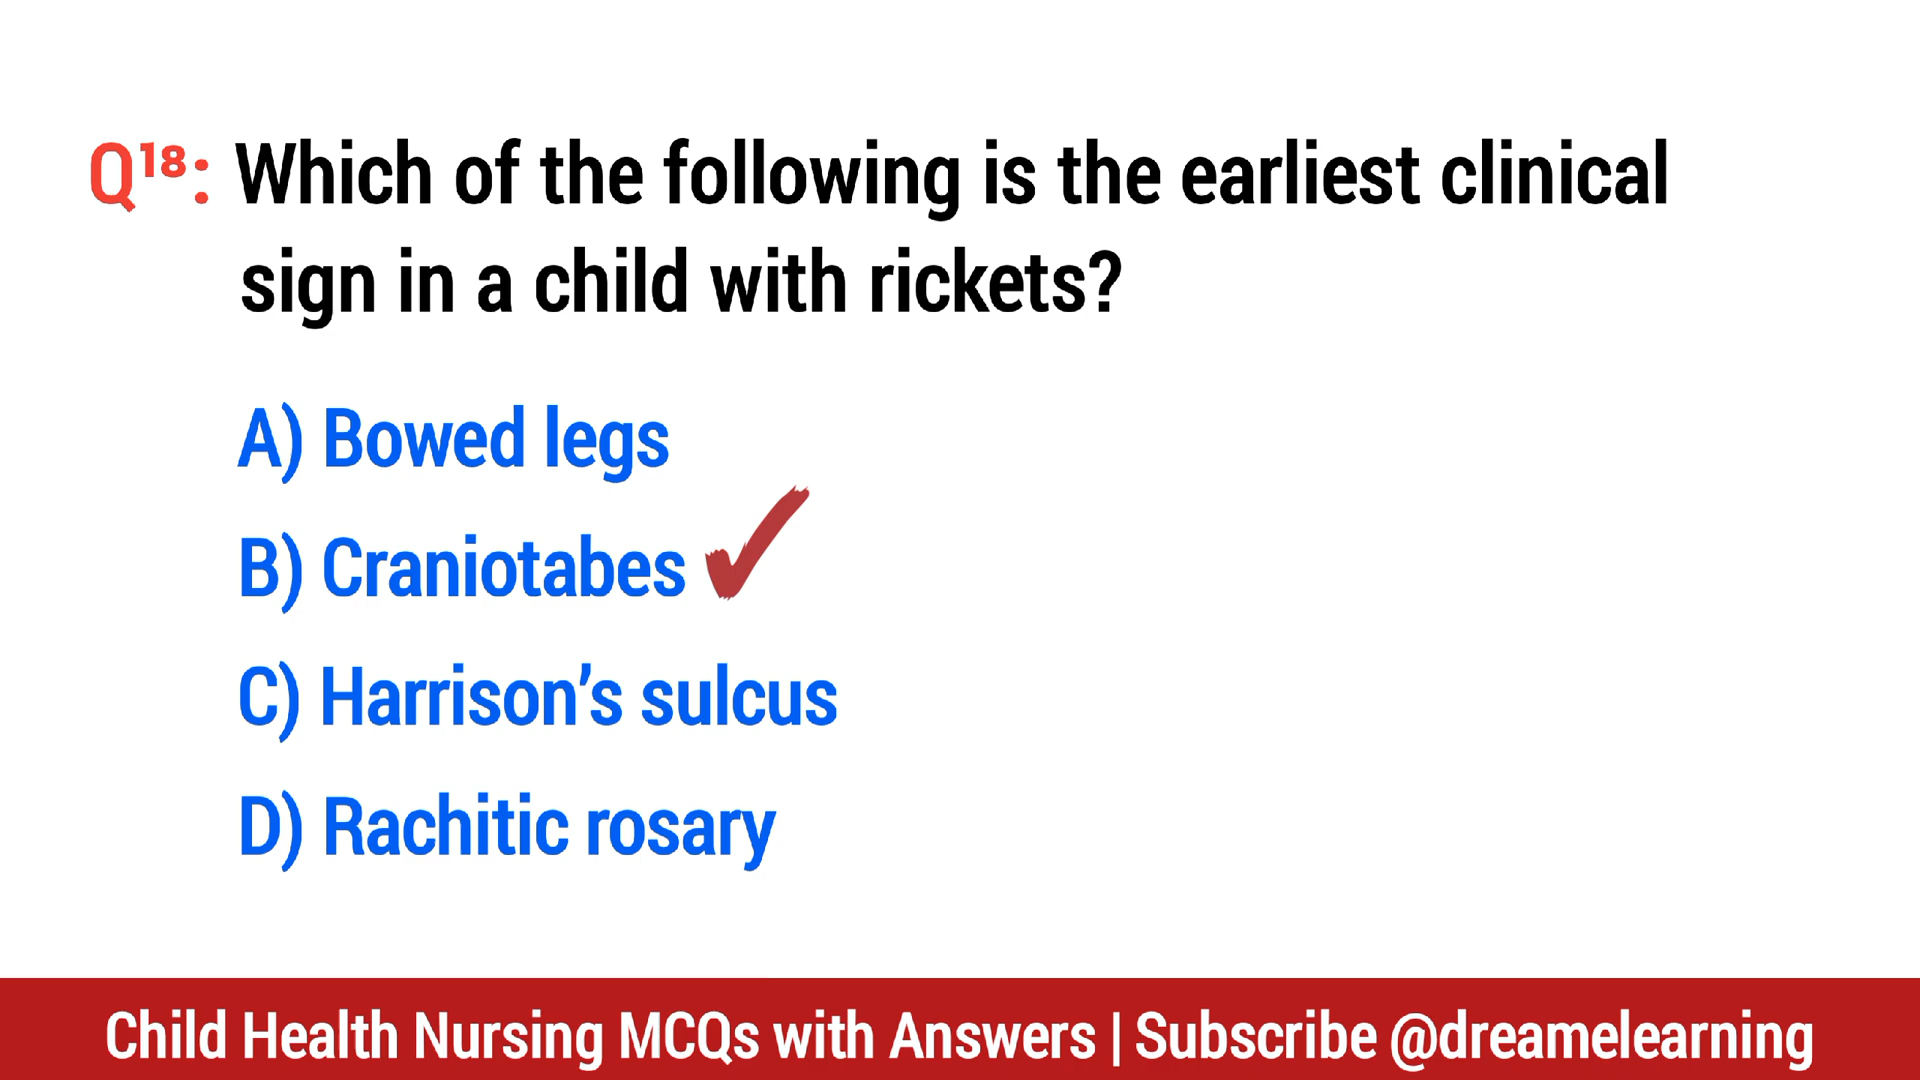 Q¹⁸: Which of the following is the earliest clinical
sign in a child with rickets?
A) Bowed legs
B) Craniotabes
C) Harrison’s sulcus
D) Rachitic rosary
Child Health Nursing MCQs with Answers | Subscribe @dreamelearning